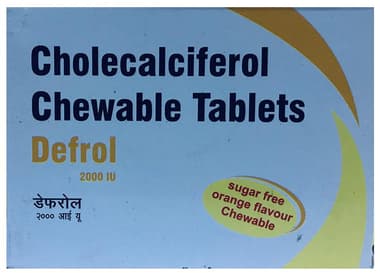 Cholecalciferol
Chewable Tablets
Defrol
2000 IU
डेफरोल
२००० आई यू
sugar free
orange flavour
Chewable